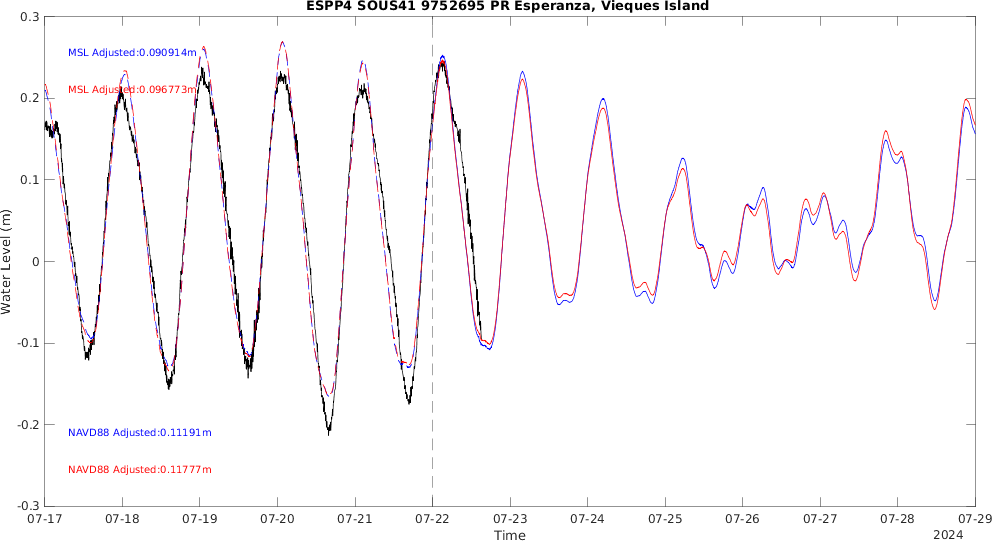 ESPP4 SOUS41 9752695 PR Esperanza, Vieques Island
0.3
MSL Adjusted:0.090914m
MSL Adjusted:0.096773m
0.2
0.1
Water Level (m)
0
-0.1
-0.2
NAVD88 Adjusted:0.11191m
NAVD88 Adjusted:0.11777m
-0.3
07-17 07-18 07-19 07-20 07-21 07-22 07-23 07-24 07-25 07-26 07-27 07-28 07-29
Time
2024